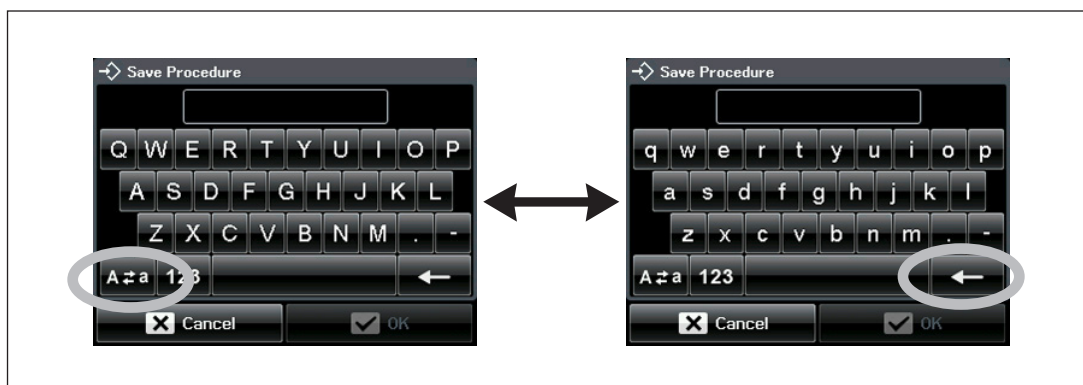 Save Procedure
Q W E R T Y U I O P
A S D F G H J K L
Z X C V B N M . -
A⇄a 123 ←
Cancel OK
Save Procedure
q w e r t y u i o p
a s d f g h j k l
z x c v b n m . -
A⇄a 123 ←
Cancel OK